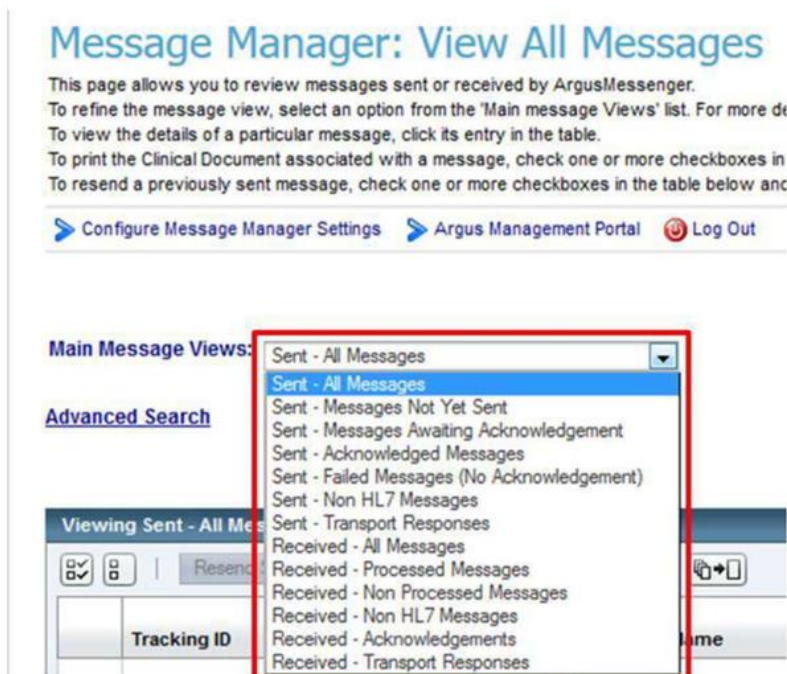 Message Manager: View All Messages
This page allows you to review messages sent or received by ArgusMessenger.
To refine the message view, select an option from the 'Main message Views' list. For more de
To view the details of a particular message, click its entry in the table.
To print the Clinical Document associated with a message, check one or more checkboxes in
To resend a previously sent message, check one or more checkboxes in the table below and
Configure Message Manager Settings Argus Management Portal Log Out
Main Message Views: Sent - All Messages
Sent - All Messages
Sent - Messages Not Yet Sent
Advanced Search
Sent - Messages Awaiting Acknowledgement
Sent - Acknowledged Messages
Sent - Failed Messages (No Acknowledgement)
Sent - Non HL7 Messages
Viewing Sent - All Mes
Sent - Transport Responses
Received - All Messages
Resend
Received - Processed Messages
Received - Non Processed Messages
Received - Non HL7 Messages
Tracking ID
Received - Acknowledgements
ame
Received - Transport Responses